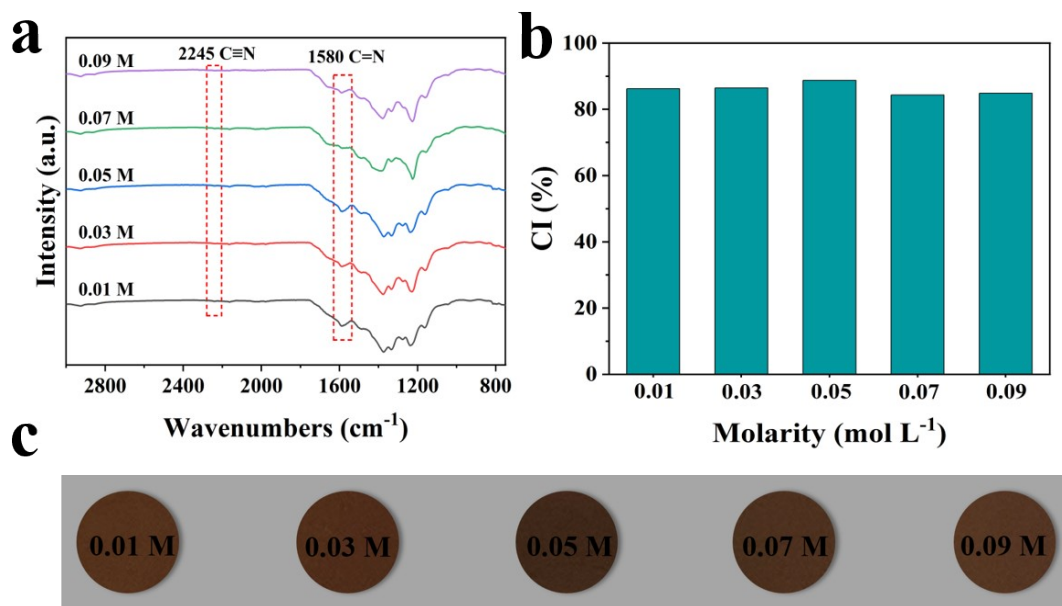 a
2245 C≡N
1580 C=N
0.09 M
0.07 M
0.05 M
0.03 M
0.01 M
Intensity (a.u.)
2800 2400 2000 1600 1200 800
Wavenumbers (cm⁻¹)
b
100
80
60
40
20
0
CI (%)
0.01 0.03 0.05 0.07 0.09
Molarity (mol L⁻¹)
c
0.01 M 0.03 M 0.05 M 0.07 M 0.09 M